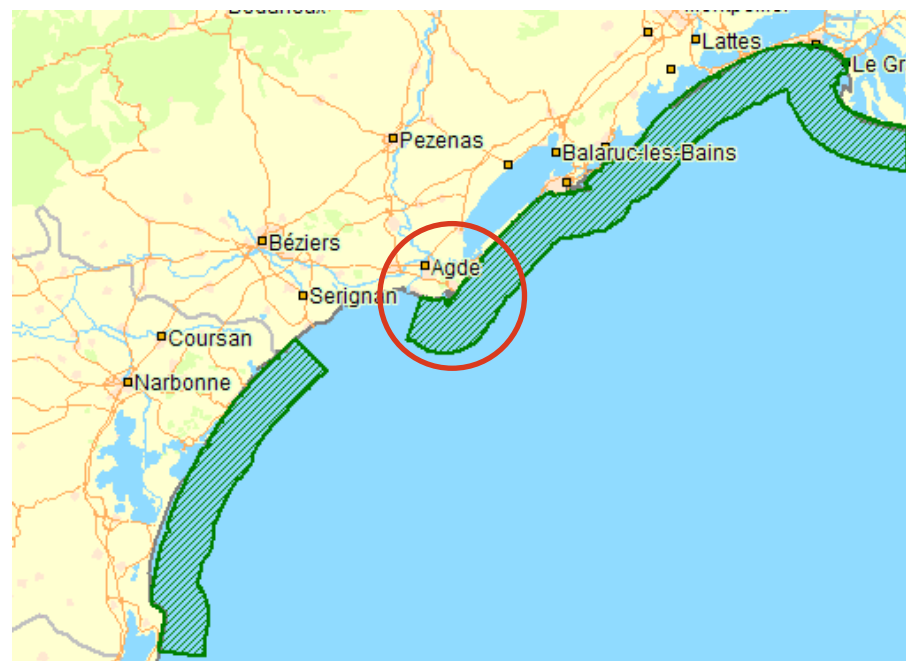 Lattes
Le Gr
Pezenas
Balaruc-les-Bains
Béziers
Agde
Serignan
Coursan
Narbonne